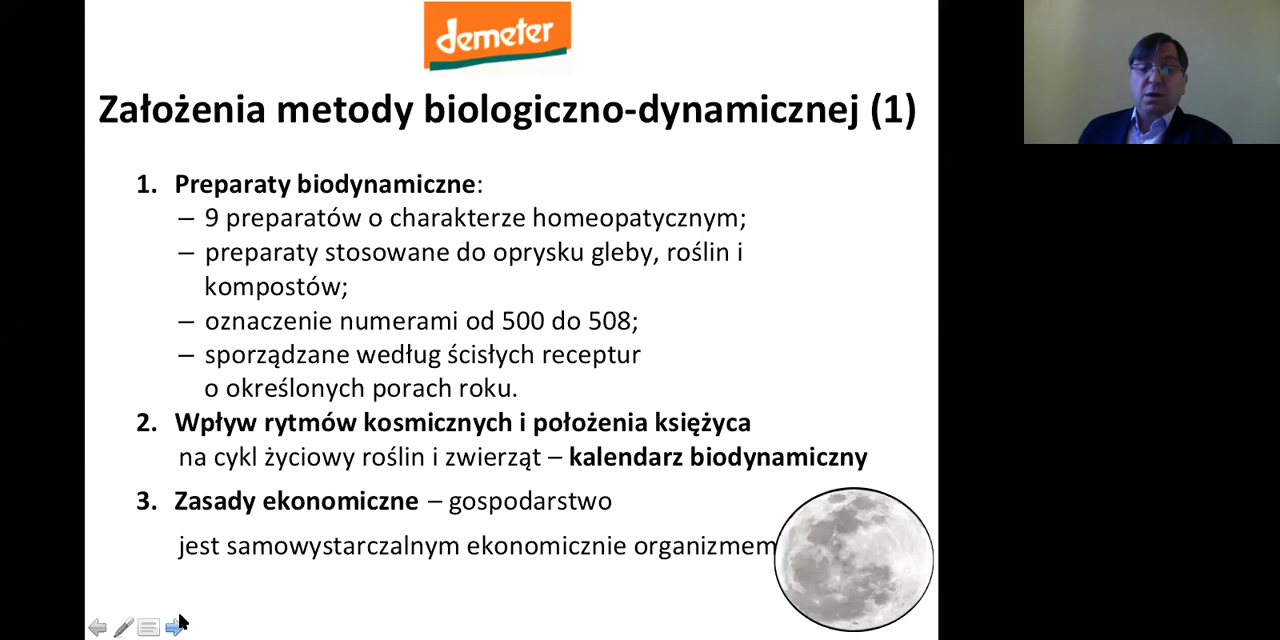 demeter
Założenia metody biologiczno-dynamicznej (1)
1. Preparaty biodynamiczne:
– 9 preparatów o charakterze homeopatycznym;
– preparaty stosowane do oprysku gleby, roślin i
kompostów;
– oznaczenie numerami od 500 do 508;
– sporządzane według ścisłych receptur
o określonych porach roku.
2. Wpływ rytmów kosmicznych i położenia księżyca
na cykl życiowy roślin i zwierząt – kalendarz biodynamiczny
3. Zasady ekonomiczne – gospodarstwo
jest samowystarczalnym ekonomicznie organizmem